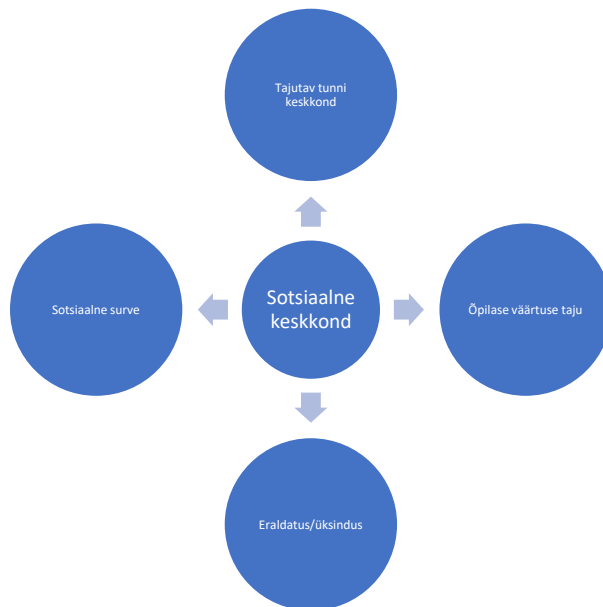 Tajutav tunni
keskkond
Sotsiaalne surve
Sotsiaalne
keskkond
Õpilase väärtuse taju
Eraldatus/üksindus